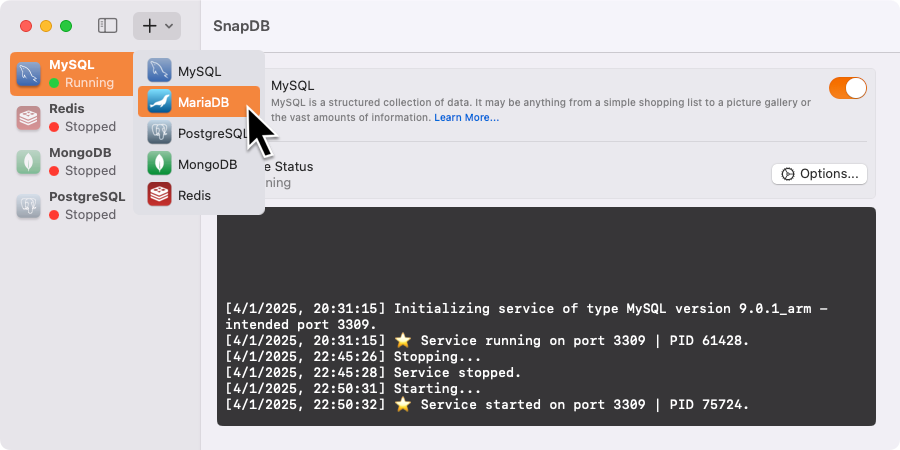 SnapDB
MySQL
Running
Redis
Stopped
MongoDB
Stopped
PostgreSQL
Stopped
MySQL
MariaDB
PostgreSQL
MongoDB
Redis
MySQL
MySQL is a structured collection of data. It may be anything from a simple shopping list to a picture gallery or
the vast amounts of information. Learn More...
Status
Options...
[4/1/2025, 20:31:15] Initializing service of type MySQL version 9.0.1_arm –
intended port 3309.
[4/1/2025, 20:31:15] ⭐ Service running on port 3309 | PID 61428.
[4/1/2025, 22:45:26] Stopping...
[4/1/2025, 22:45:28] Service stopped.
[4/1/2025, 22:50:31] Starting...
[4/1/2025, 22:50:32] ⭐ Service started on port 3309 | PID 75724.